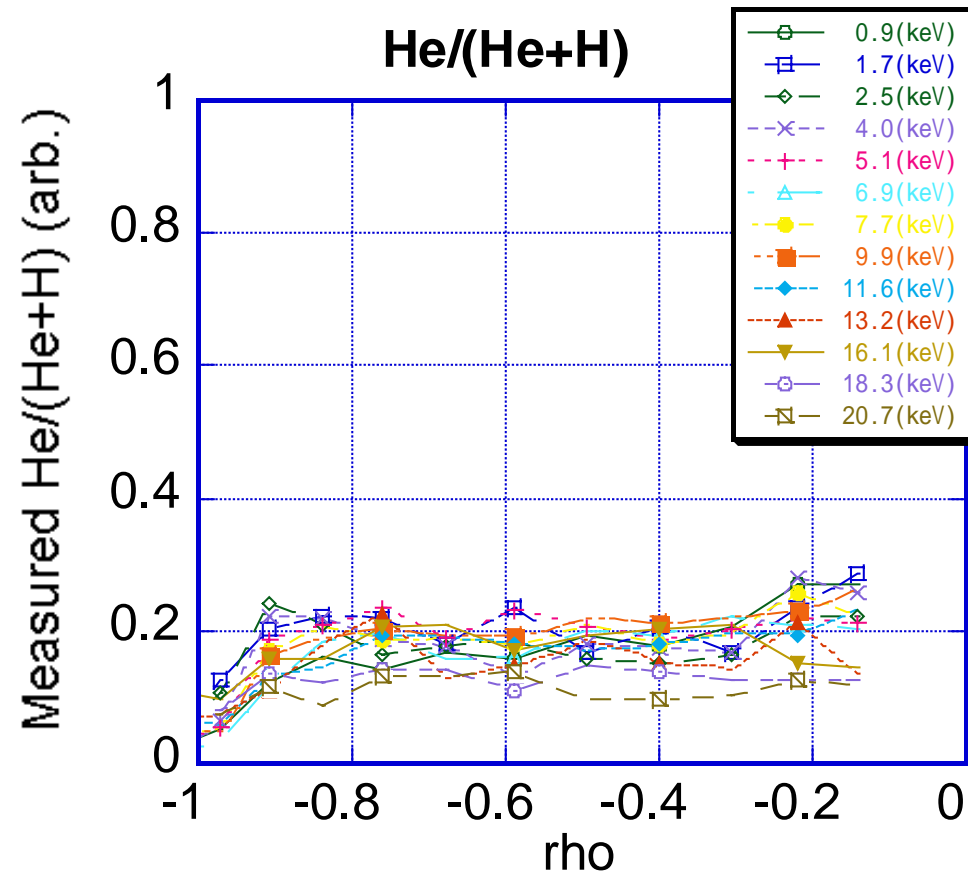 He/(He+H)
0.9(keV)
1.7(keV)
2.5(keV)
4.0(keV)
5.1(keV)
6.9(keV)
7.7(keV)
9.9(keV)
11.6(keV)
13.2(keV)
16.1(keV)
18.3(keV)
20.7(keV)
Measured He/(He+H) (arb.)
1
0.8
0.6
0.4
0.2
0
-1 -0.8 -0.6 -0.4 -0.2 0
rho